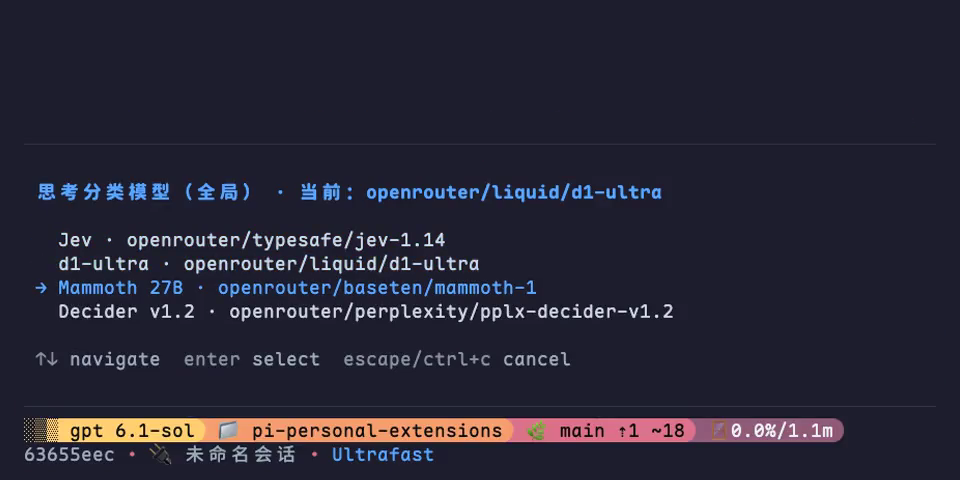 思考分类模型（全局） · 当前：openrouter/liquid/d1-ultra
Jev · openrouter/typesafe/jev-1.14
d1-ultra · openrouter/liquid/d1-ultra
→ Mammoth 27B · openrouter/baseten/mammoth-1
Decider v1.2 · openrouter/perplexity/pplx-decider-v1.2
↑↓ navigate  enter select  escape/ctrl+c cancel
gpt 6.1-sol pi-personal-extensions main ↑1 ~18 0.0%/1.1m
63655eec • 未命名会话 • Ultrafast